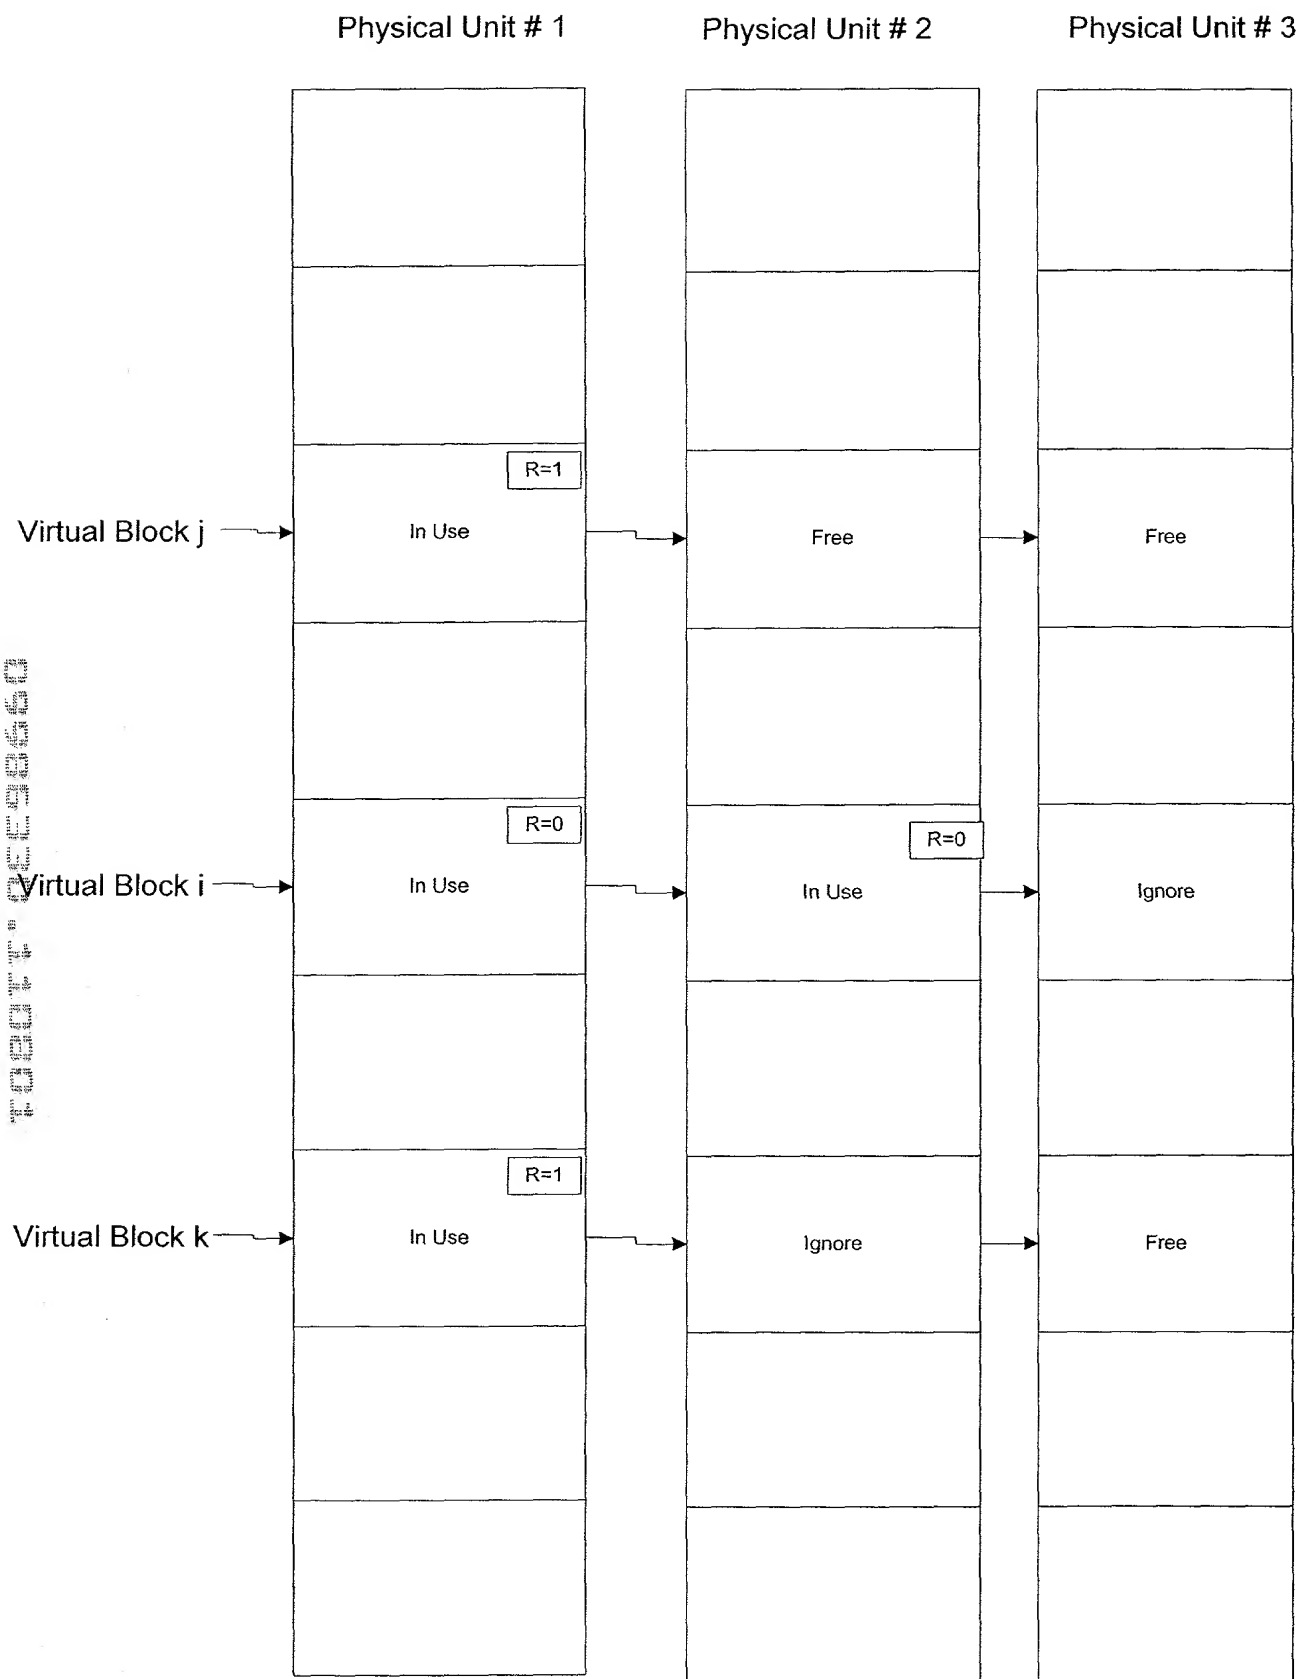 Physical Unit # 1 Physical Unit # 2 Physical Unit # 3
R=1
Virtual Block j In Use Free Free
R=0 R=0
Virtual Block i In Use In Use Ignore
R=1
Virtual Block k In Use Ignore Free